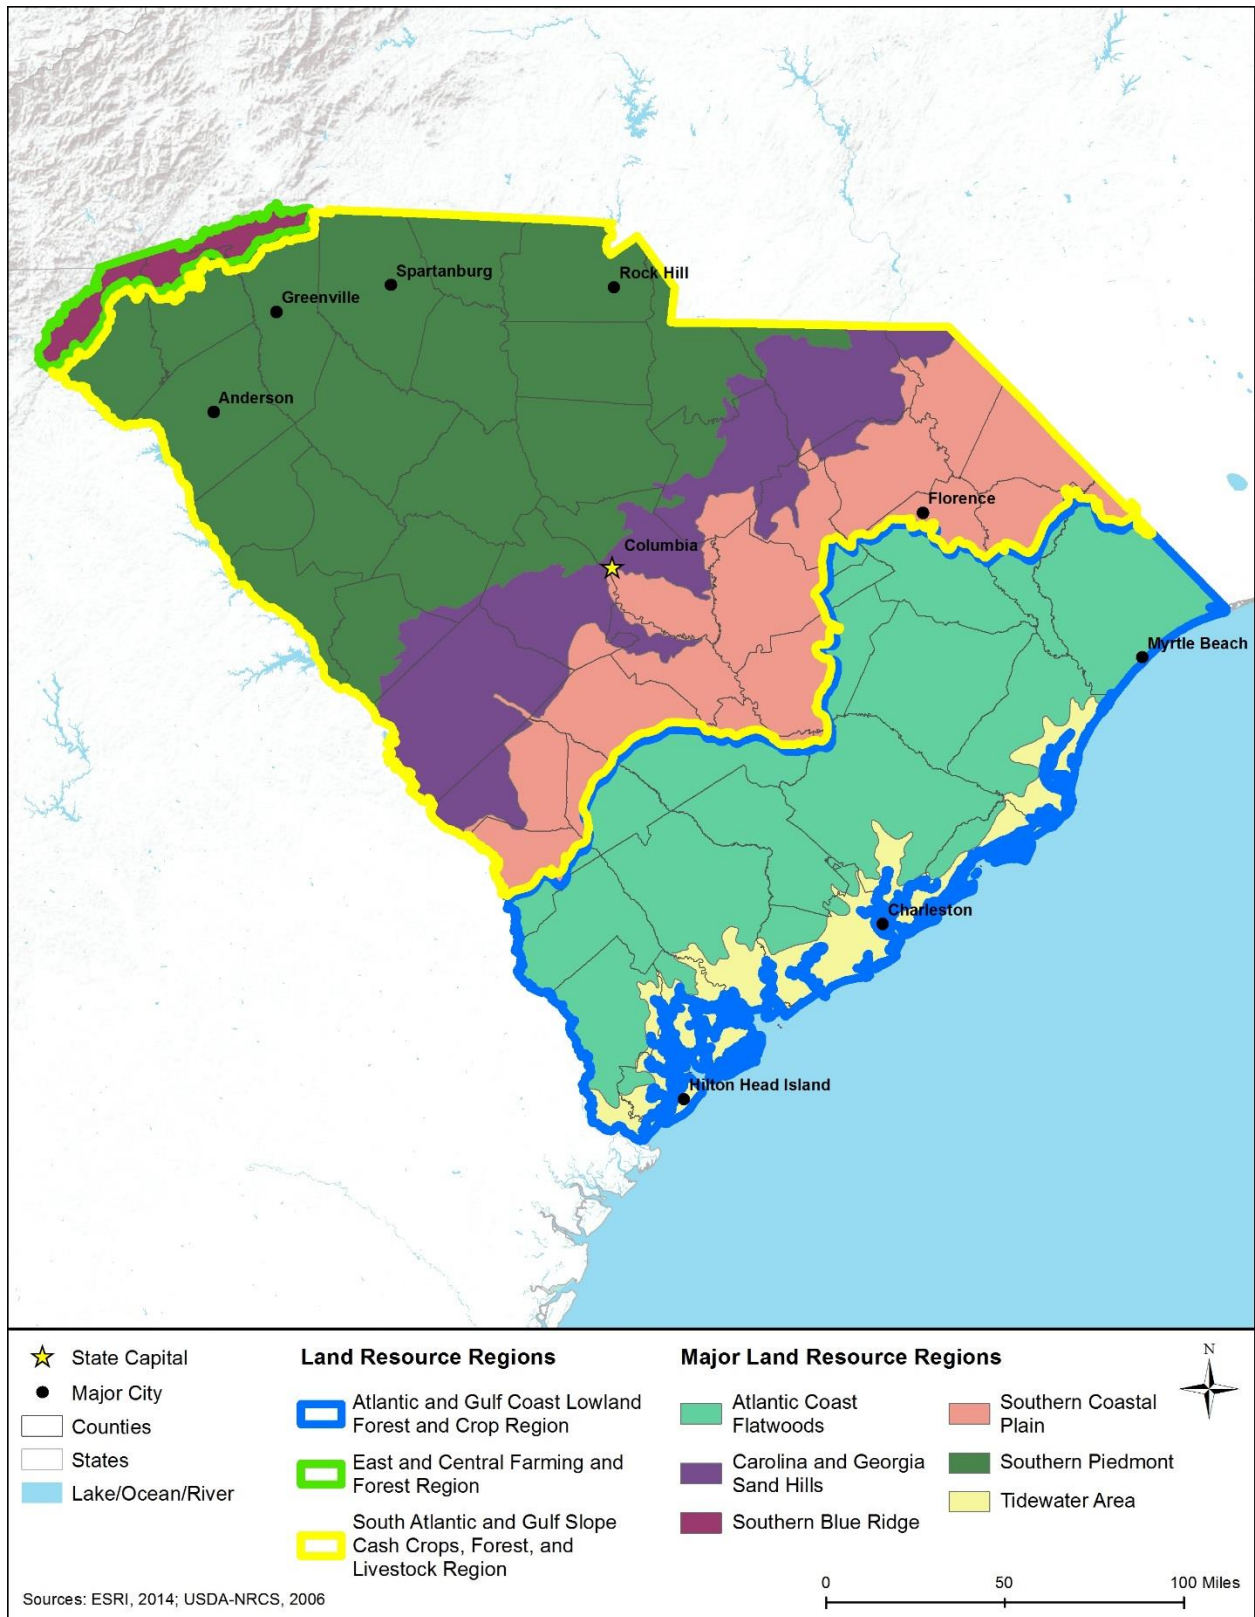 Spartanburg
Rock Hill
Greenville
Anderson
Florence
Columbia
Myrtle Beach
Charleston
Hilton Head Island
State Capital
Major City
Counties
States
Lake/Ocean/River
Land Resource Regions
Atlantic and Gulf Coast Lowland
Forest and Crop Region
East and Central Farming and
Forest Region
South Atlantic and Gulf Slope
Cash Crops, Forest, and
Livestock Region
Major Land Resource Regions
Atlantic Coast
Flatwoods
Carolina and Georgia
Sand Hills
Southern Blue Ridge
Southern Coastal
Plain
Southern Piedmont
Tidewater Area
N
0 50 100 Miles
Sources: ESRI, 2014; USDA-NRCS, 2006